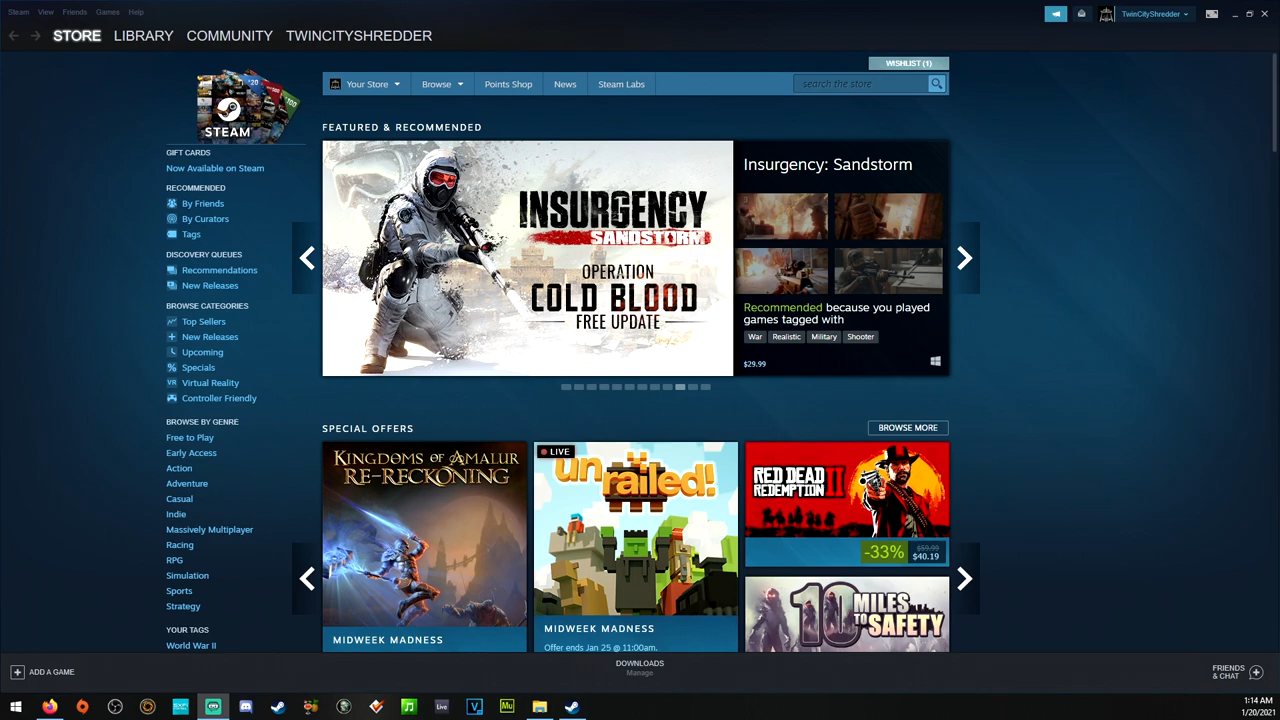 Steam View Friends Games Help
TwinCityShredder
STORE LIBRARY COMMUNITY TWINCITYSHREDDER
WISHLIST (1)
Your Store Browse Points Shop News Steam Labs
search the store
$20
$100
STEAM
GIFT CARDS
Now Available on Steam
RECOMMENDED
By Friends
By Curators
Tags
DISCOVERY QUEUES
Recommendations
New Releases
BROWSE CATEGORIES
Top Sellers
New Releases
Upcoming
Specials
VR Virtual Reality
Controller Friendly
BROWSE BY GENRE
Free to Play
Early Access
Action
Adventure
Casual
Indie
Massively Multiplayer
Racing
RPG
Simulation
Sports
Strategy
YOUR TAGS
World War II
FEATURED & RECOMMENDED
INSURGENCY
SANDSTORM
OPERATION
COLD BLOOD
FREE UPDATE
Insurgency: Sandstorm
Recommended because you played
games tagged with
War Realistic Military Shooter
$29.99
SPECIAL OFFERS
BROWSE MORE
KINGDOMS OF AMALUR
RE-RECKONING
MIDWEEK MADNESS
LIVE
unrailed!
MIDWEEK MADNESS
Offer ends Jan 25 @ 11:00am.
RED DEAD
REDEMPTION II
-33%
$59.99
$40.19
10 MILES
TO SAFETY
ADD A GAME
DOWNLOADS
Manage
FRIENDS
& CHAT
Live
V
Mu
1:14 AM
1/20/2021